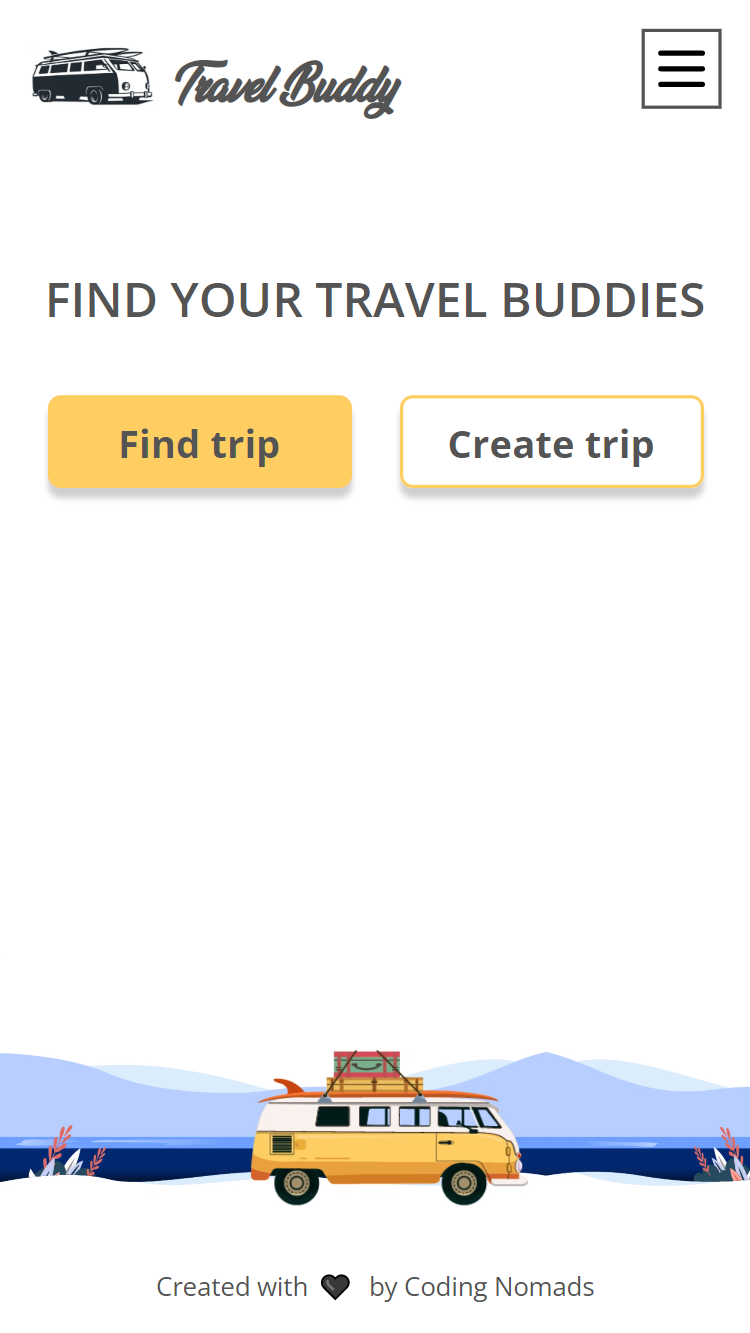 Travel Buddy
FIND YOUR TRAVEL BUDDIES
Find trip
Create trip
Created with 🖤 by Coding Nomads